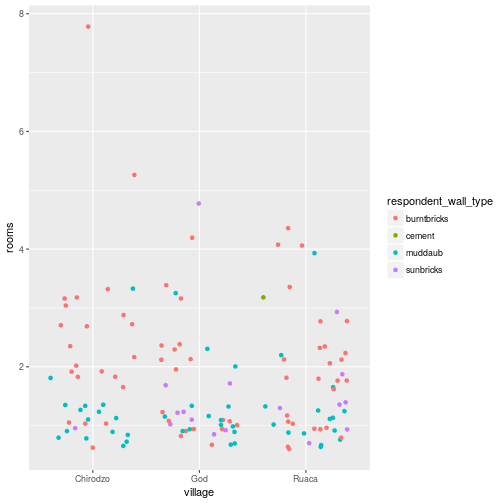 8
6
4
2
rooms
Chirodzo
God
Ruaca
village
respondent_wall_type
burntbricks
cement
muddaub
sunbricks